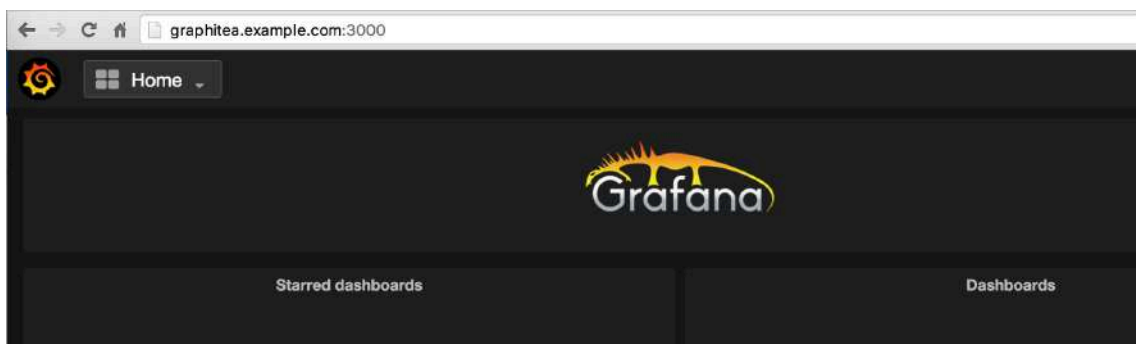 graphitea.example.com:3000
Home
Grafana
Starred dashboards
Dashboards